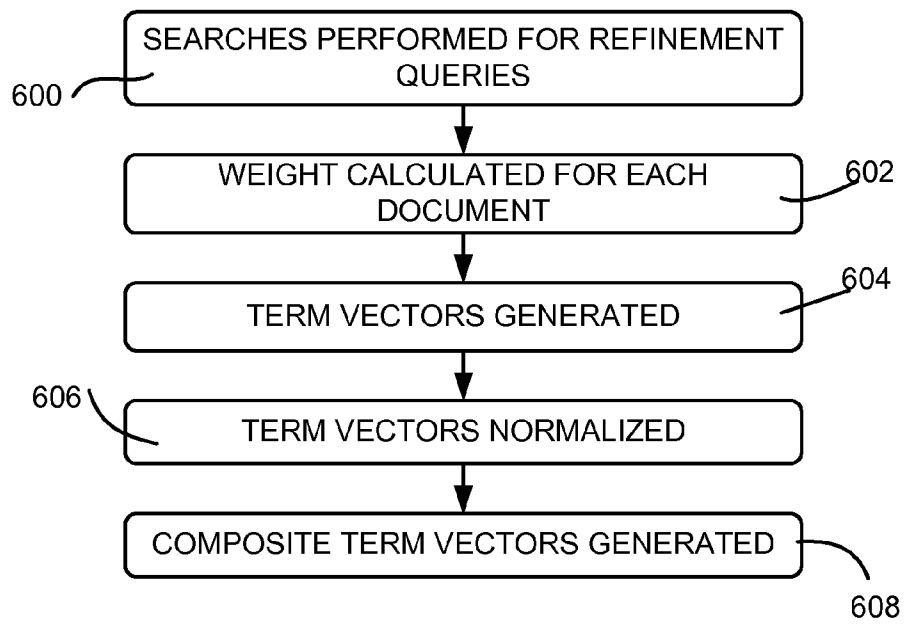 SEARCHES PERFORMED FOR REFINEMENT
QUERIES
600
WEIGHT CALCULATED FOR EACH
DOCUMENT
602
TERM VECTORS GENERATED
604
TERM VECTORS NORMALIZED
606
COMPOSITE TERM VECTORS GENERATED
608